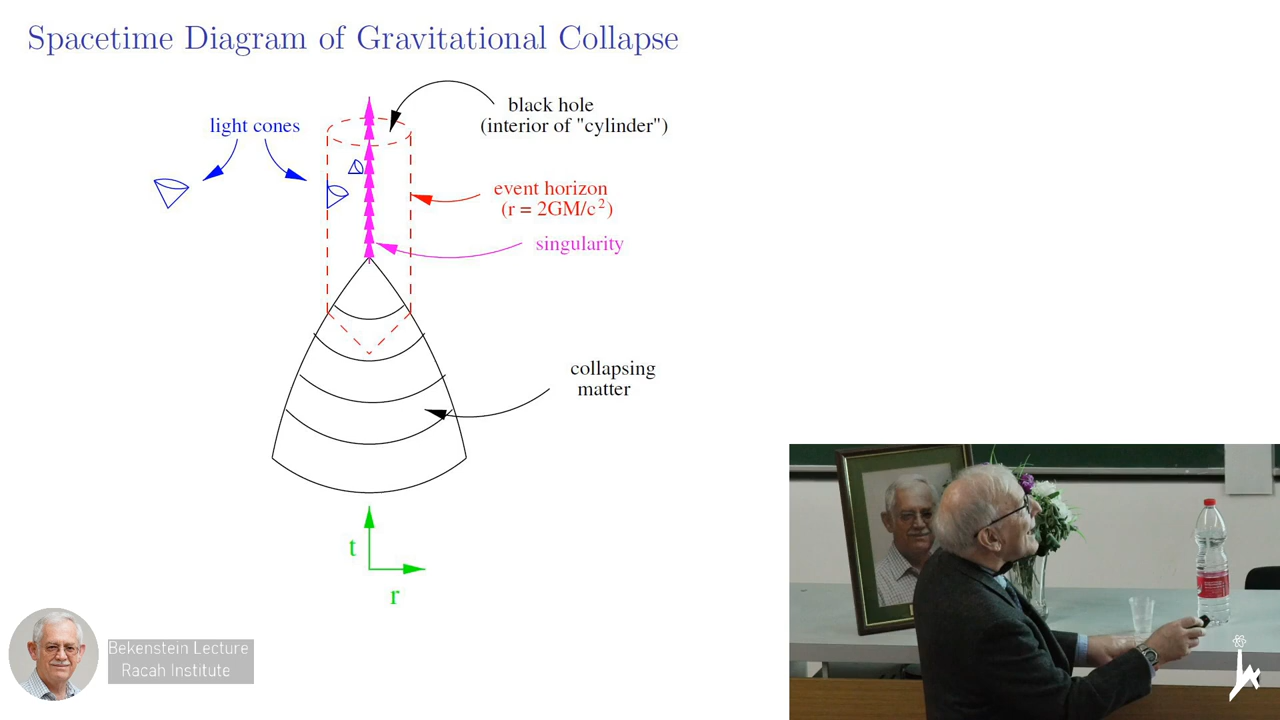 Spacetime Diagram of Gravitational Collapse
light cones
black hole
(interior of "cylinder")
event horizon
(r = 2GM/c²)
singularity
collapsing
matter
t
r
Bekenstein Lecture
Racah Institute